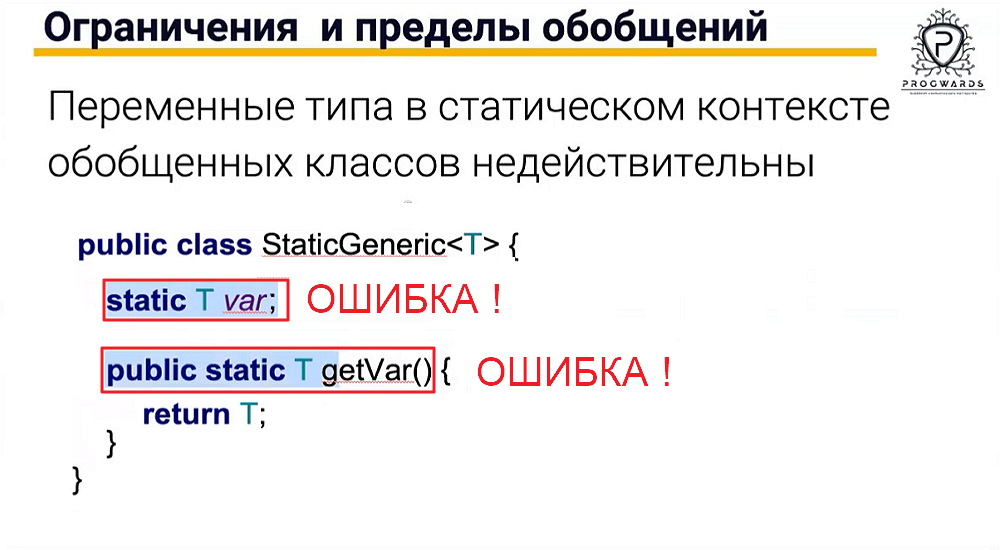 Ограничения и пределы обобщений
PROGWARDS
Переменные типа в статическом контексте
обобщенных классов недействительны
public class StaticGeneric<T> {
static T var; ОШИБКА !
public static T getVar() { ОШИБКА !
return T;
}
}